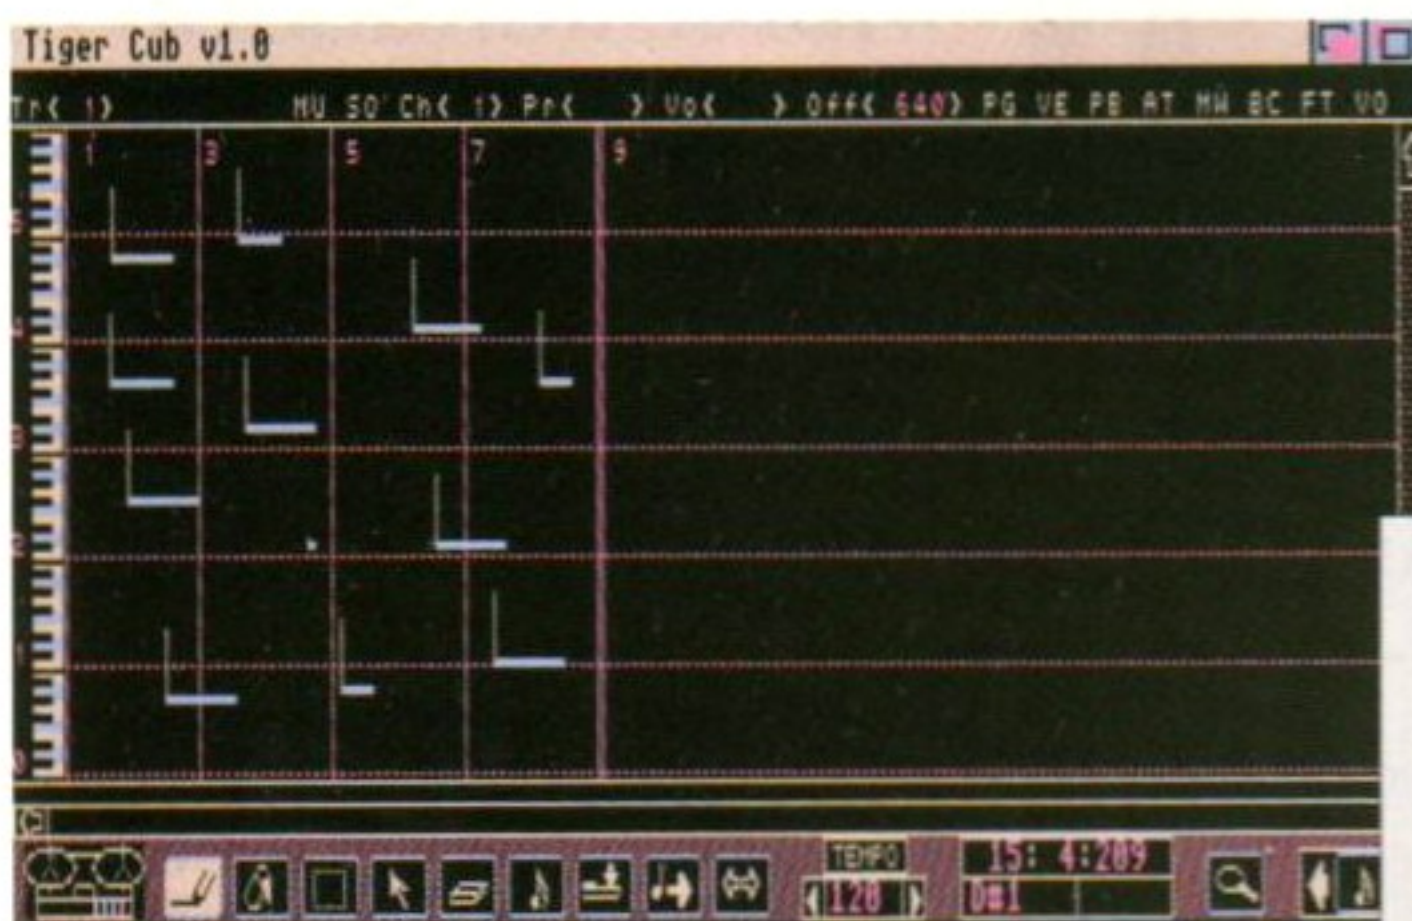 Tiger Cub v1.0
Tr< 1> MU SO Ch< 1> Pr< > Vo< > Off< 640> PG VE PB AT MW BC FT VO
1 3 5 7 9
TEMPO
120
15: 4:209